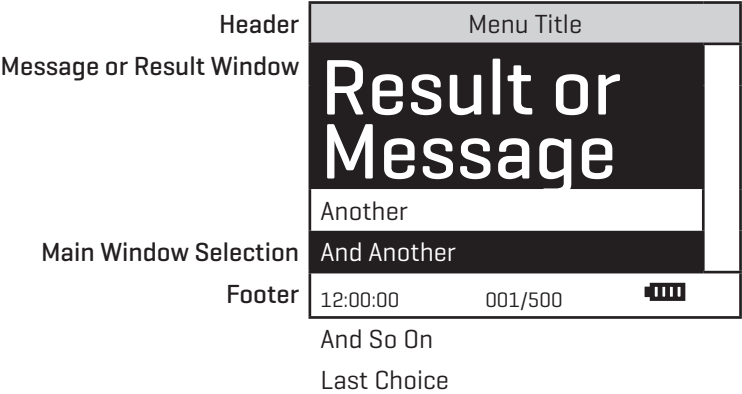 Header Menu Title
Message or Result Window Result or
Message
Another
Main Window Selection And Another
Footer 12:00:00 001/500
And So On
Last Choice